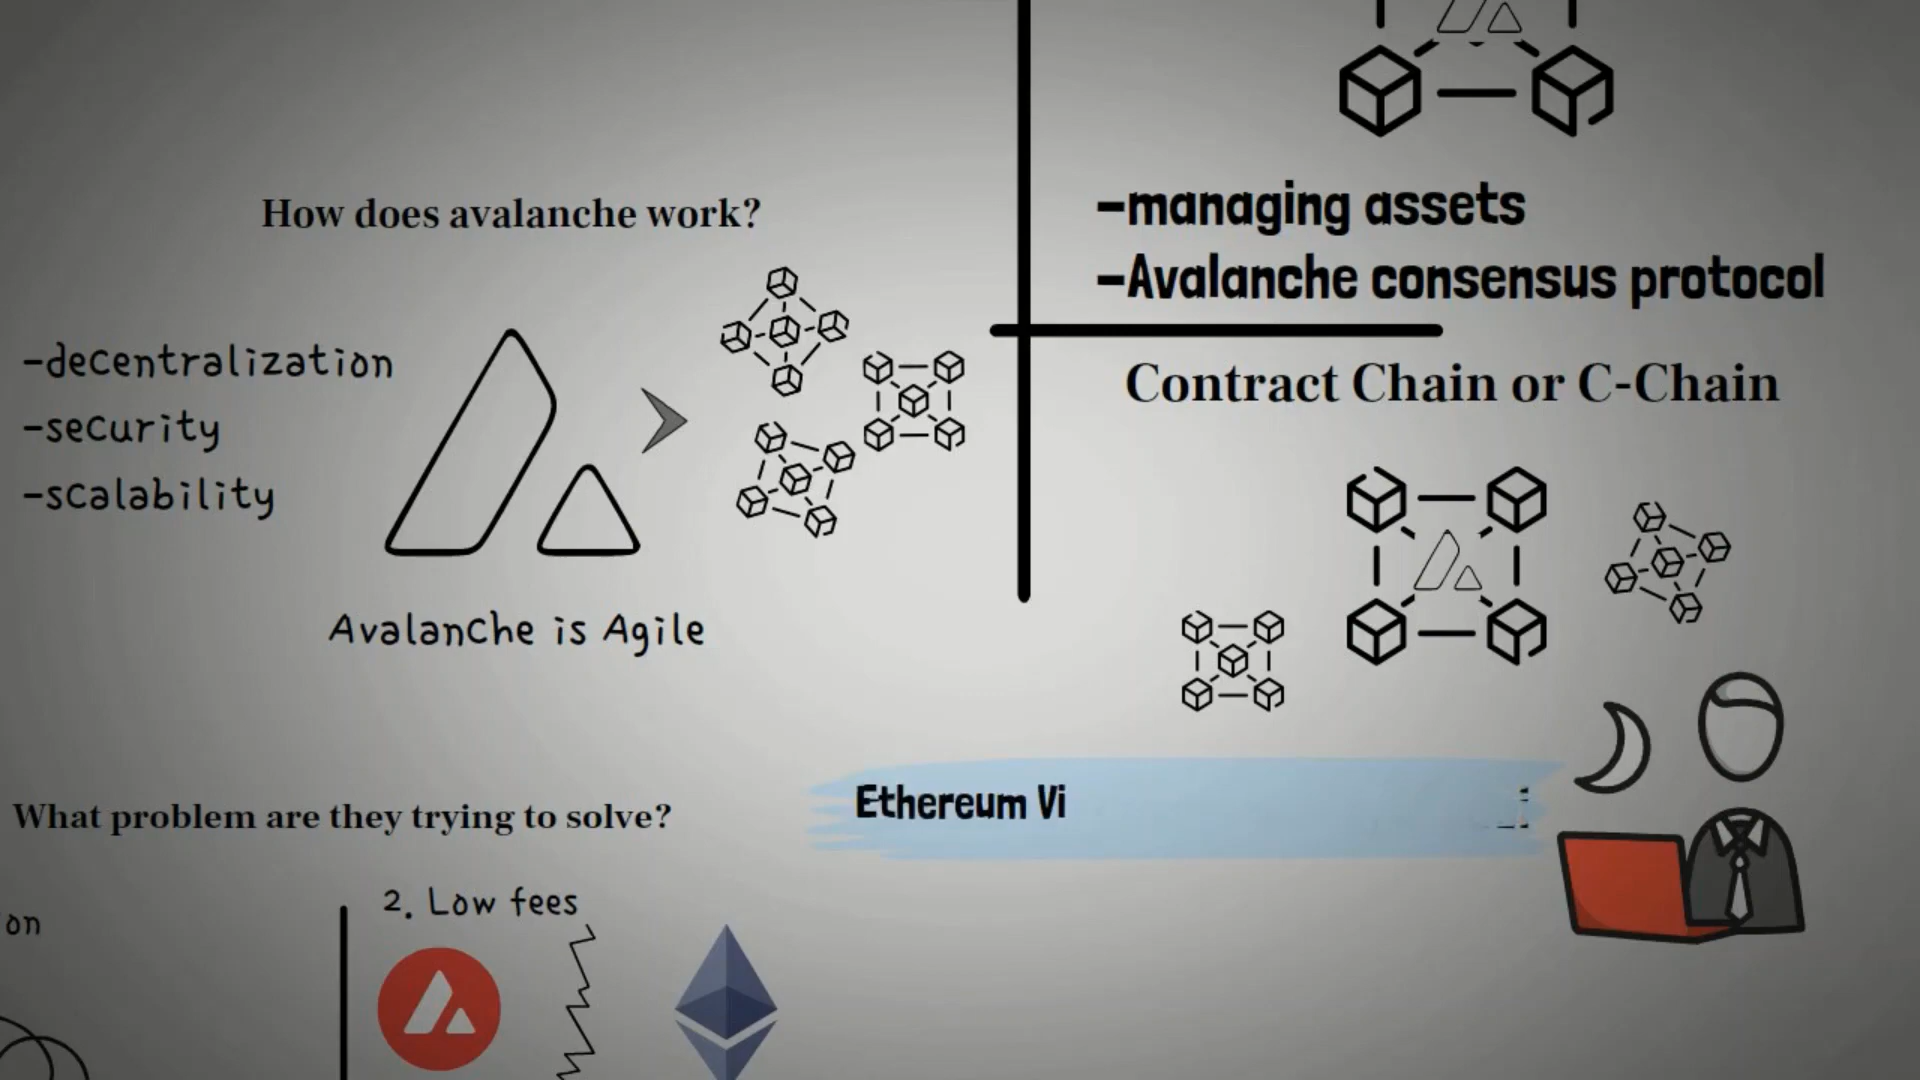 -managing assets
-Avalanche consensus protocol
How does avalanche work?
-decentralization
-security
-scalability
Avalanche is Agile
Contract Chain or C-Chain
Ethereum Vi
What problem are they trying to solve?
on
2. Low fees